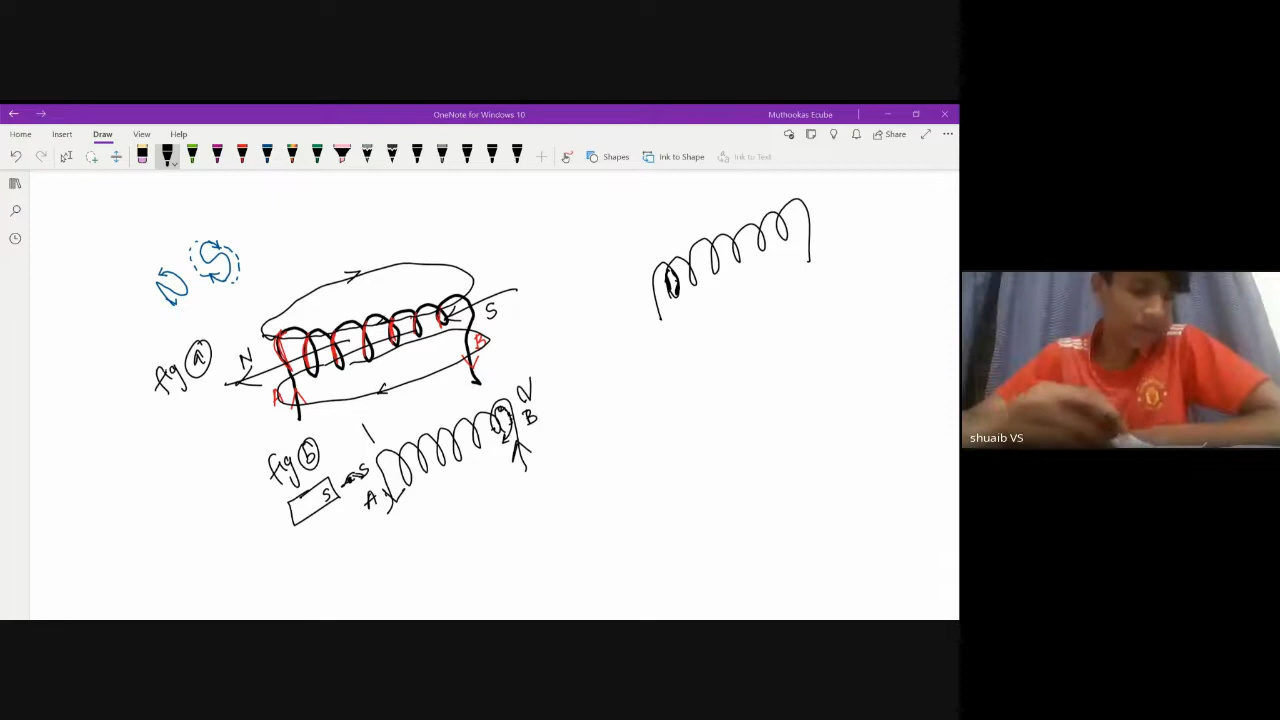 OneNote for Windows 10
Muthookas Ecube
Home Insert Draw View Help
Share
Shapes
Ink to Shape
Ink to Text
N S
S
N
B
fig a
A
N
B
fig b
S
S
A
shuaib VS